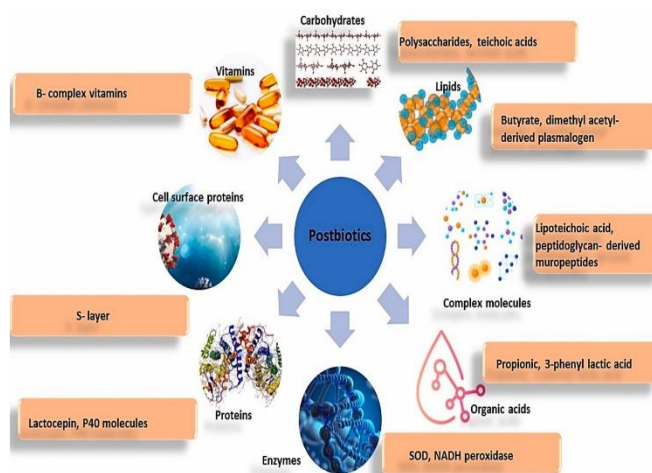 Carbohydrates
Polysaccharides, teichoic acids
Vitamins
Lipids
B- complex vitamins
Butyrate, dimethyl acetyl-
derived plasmalogen
Cell surface proteins
Postbiotics
Lipoteichoic acid,
peptidoglycan- derived
muropeptides
Complex molecules
S- layer
Propionic, 3-phenyl lactic acid
Organic acids
Lactocepin, P40 molecules
Proteins
Enzymes
SOD, NADH peroxidase